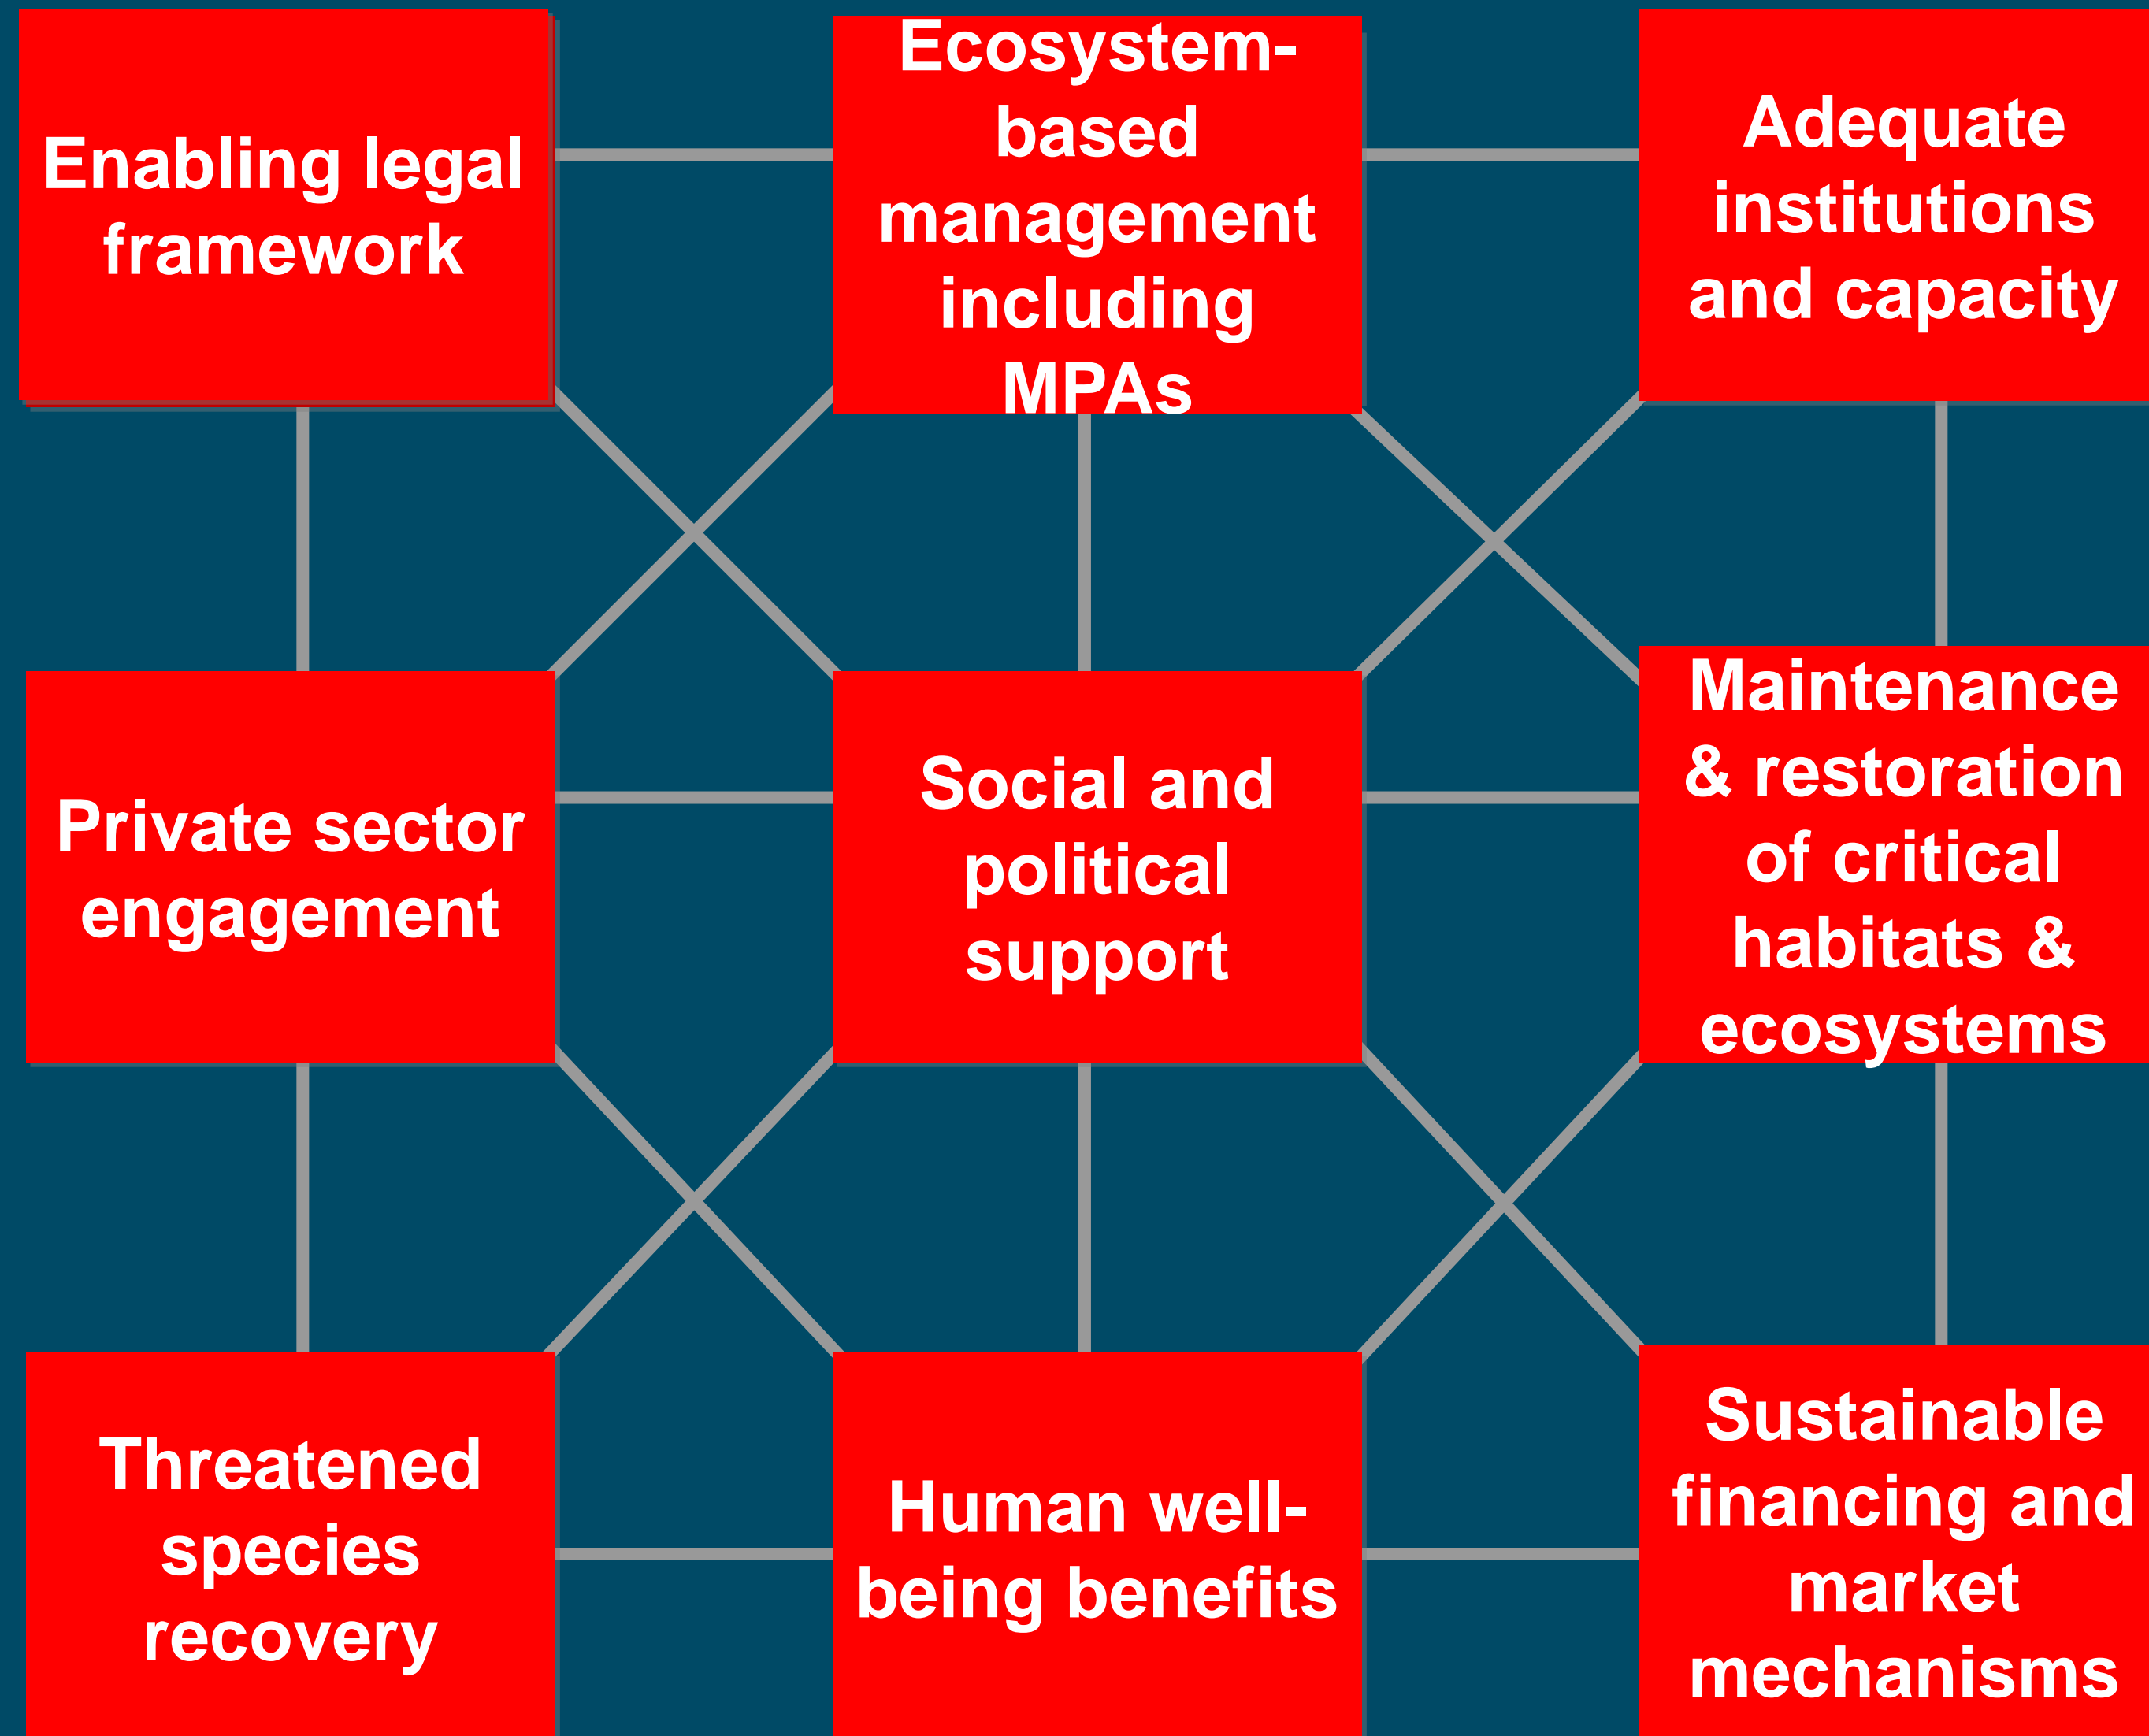 Enabling legal
framework
Ecosystem-
based
management
including
MPAs
Adequate
institutions
and capacity
Private sector
engagement
Social and
political
support
Maintenance
& restoration
of critical
habitats &
ecosystems
Threatened
species
recovery
Human well-
being benefits
Sustainable
financing and
market
mechanisms